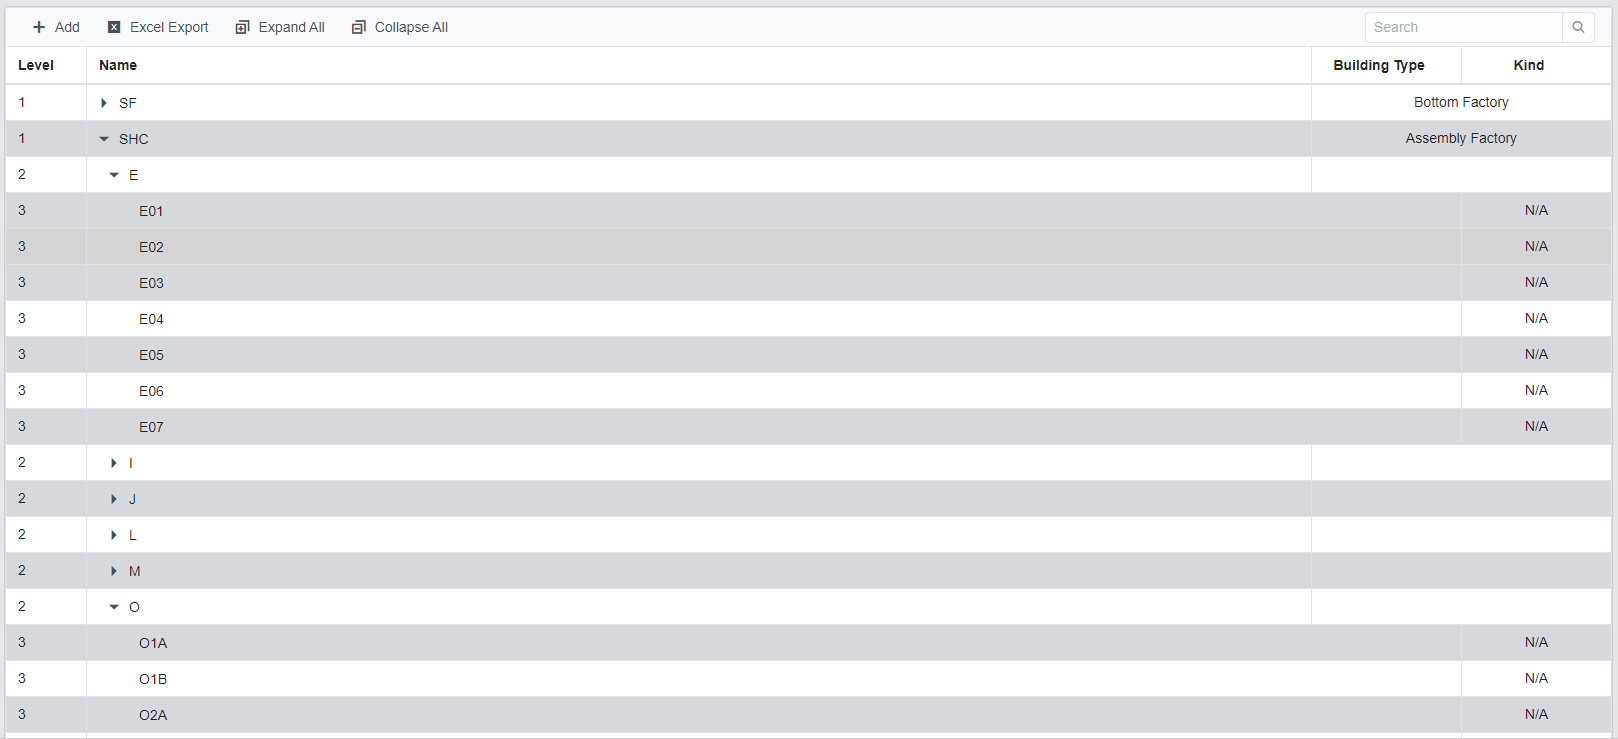 Add Excel Export Expand All Collapse All Search
Level Name Building Type Kind
1 SF Bottom Factory
1 SHC Assembly Factory
2 E
3 E01 N/A
3 E02 N/A
3 E03 N/A
3 E04 N/A
3 E05 N/A
3 E06 N/A
3 E07 N/A
2 I
2 J
2 L
2 M
2 O
3 O1A N/A
3 O1B N/A
3 O2A N/A